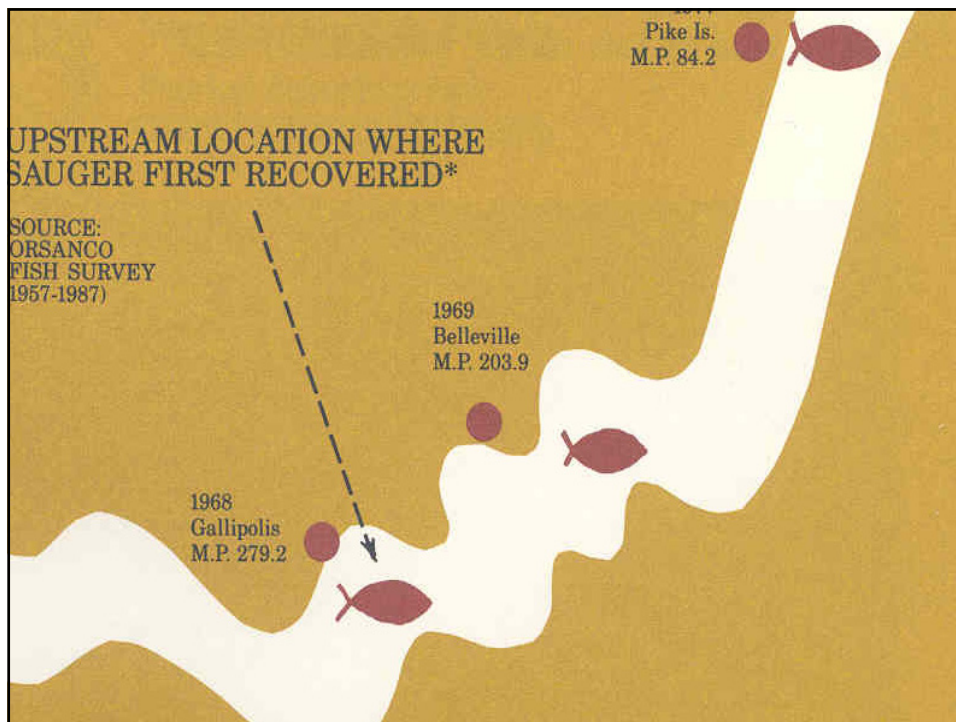 Pike Is.
M.P. 84.2
UPSTREAM LOCATION WHERE
SAUGER FIRST RECOVERED*
SOURCE:
ORSANCO
FISH SURVEY
1957-1987)
1969
Belleville
M.P. 203.9
1968
Gallipolis
M.P. 279.2